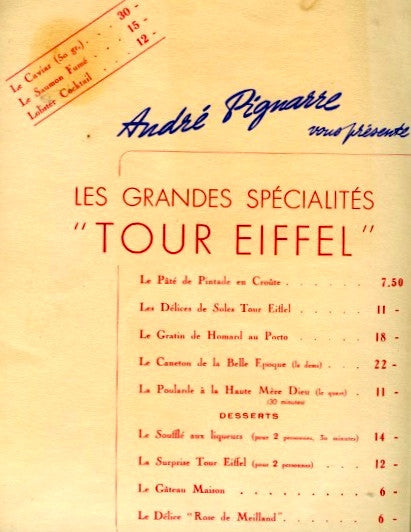 Le Caviar (50 gr.) . . . . 30 -
Le Saumon Fumé . . . . 15 -
Lobster Cocktail . . . . 12 -
André Pignarre
vous présente
LES GRANDES SPÉCIALITÉS
"TOUR EIFFEL"
Le Pâté de Pintade en Croûte . . . . . . 7.50
Les Délices de Soles Tour Eiffel . . . . . 11 -
Le Gratin de Homard au Porto . . . . . 18 -
Le Caneton de la Belle Epoque (le demi) . . . . 22 -
La Poularde à la Haute Mère Dieu (le quart) . . 11 -
(30 minutes)
DESSERTS
Le Soufflé aux liqueurs (pour 2 personnes, 30 minutes) 14 -
La Surprise Tour Eiffel (pour 2 personnes) . . . . 12 -
Le Gâteau Maison . . . . . . . . 6 -
Le Délice "Rose de Meilland" . . . . . . 6 -